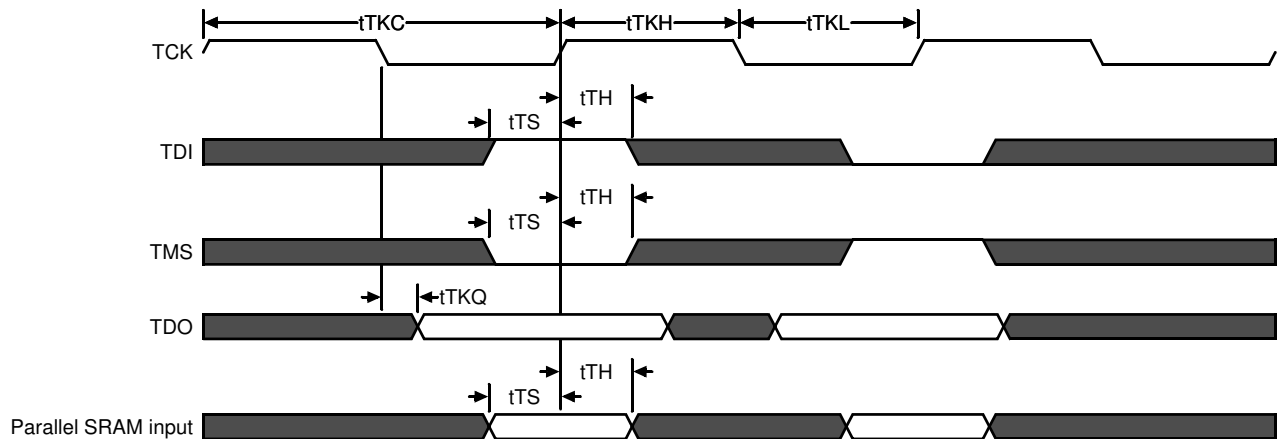 tTKC tTKH tTKL
TCK
tTH
tTS
TDI
tTH
tTS
TMS
tTKQ
TDO
tTH
tTS
Parallel SRAM input